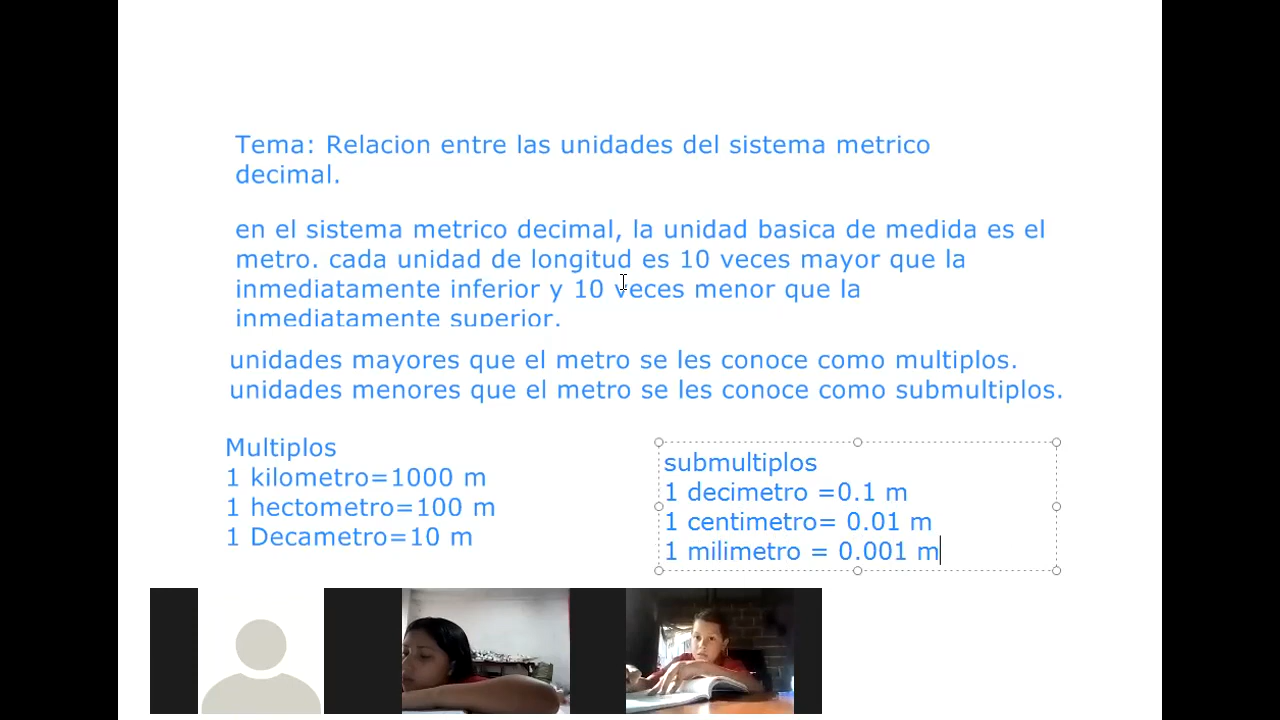 Tema: Relacion entre las unidades del sistema metrico
decimal.
en el sistema metrico decimal, la unidad basica de medida es el
metro. cada unidad de longitud es 10 veces mayor que la
inmediatamente inferior y 10 veces menor que la
inmediatamente superior.
unidades mayores que el metro se les conoce como multiplos.
unidades menores que el metro se les conoce como submultiplos.
Multiplos
1 kilometro=1000 m
1 hectometro=100 m
1 Decametro=10 m
submultiplos
1 decimetro =0.1 m
1 centimetro= 0.01 m
1 milimetro = 0.001 m